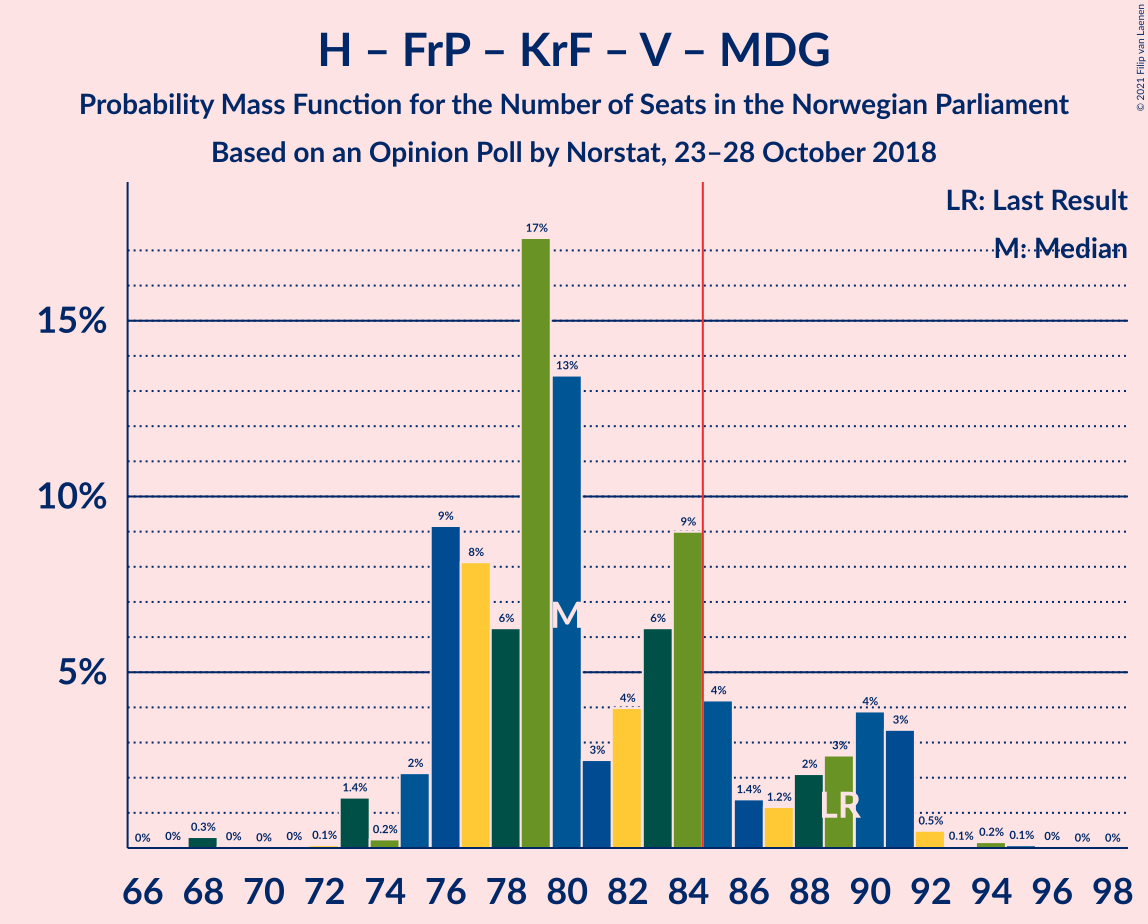 H – FrP – KrF – V – MDG
Probability Mass Function for the Number of Seats in the Norwegian Parliament
Based on an Opinion Poll by Norstat, 23–28 October 2018
© 2021 Filip van Laenen
LR: Last Result
M: Median
15%
10%
5%
0% 0% 0.3% 0% 0% 0% 0.1% 1.4% 0.2% 2% 9% 8% 6% 17% 13% 3% 4% 6% 9% 4% 1.4% 1.2% 2% 3% 4% 3% 0.5% 0.1% 0.2% 0.1% 0% 0% 0%
M
LR
66 68 70 72 74 76 78 80 82 84 86 88 90 92 94 96 98